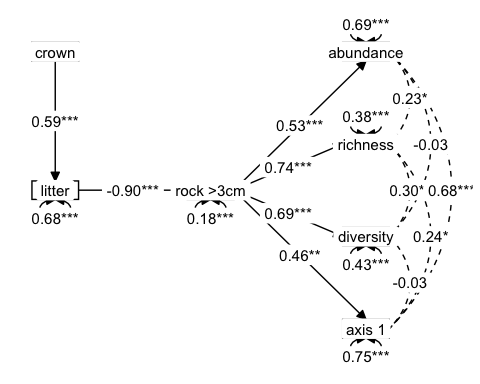 0.69***
crown
abundance
0.23*
0.59***
0.53***
0.38***
richness
-0.03
0.74***
[ litter ]
-0.90***
rock >3cm
0.30*
0.68***
0.68***
0.18***
0.69***
diversity
0.24*
0.46**
0.43***
-0.03
axis 1
0.75***